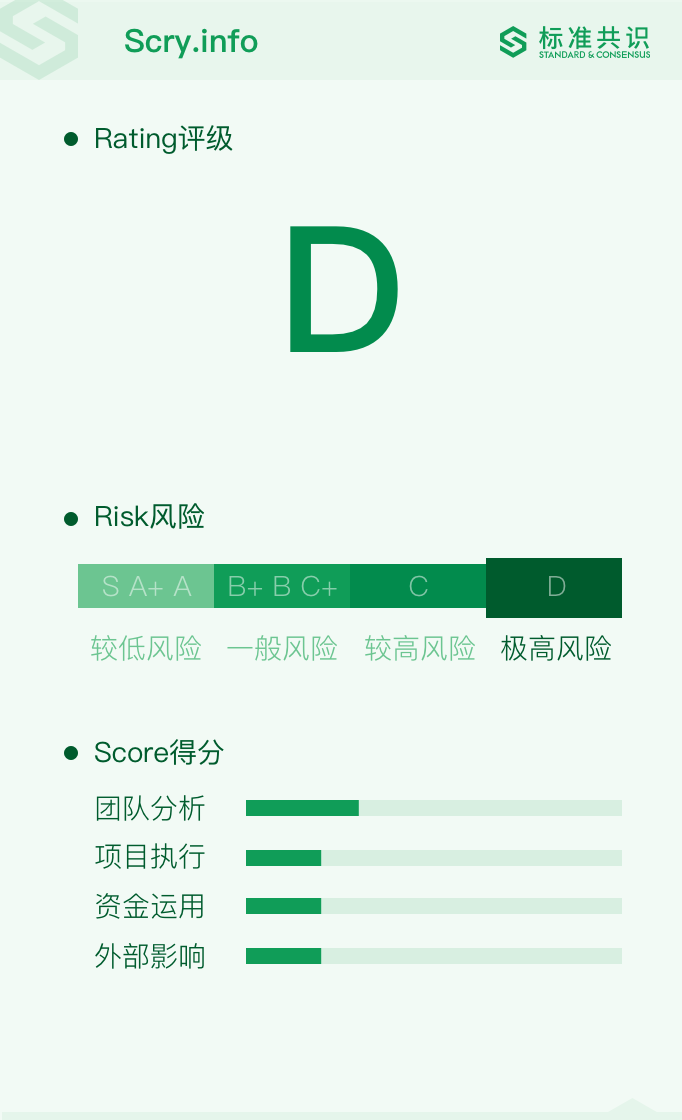 Scry.info
标准共识
STANDARD & CONSENSUS
Rating评级
D
Risk风险
S A+ A B+ B C+ C D
较低风险 一般风险 较高风险 极高风险
Score得分
团队分析
项目执行
资金运用
外部影响